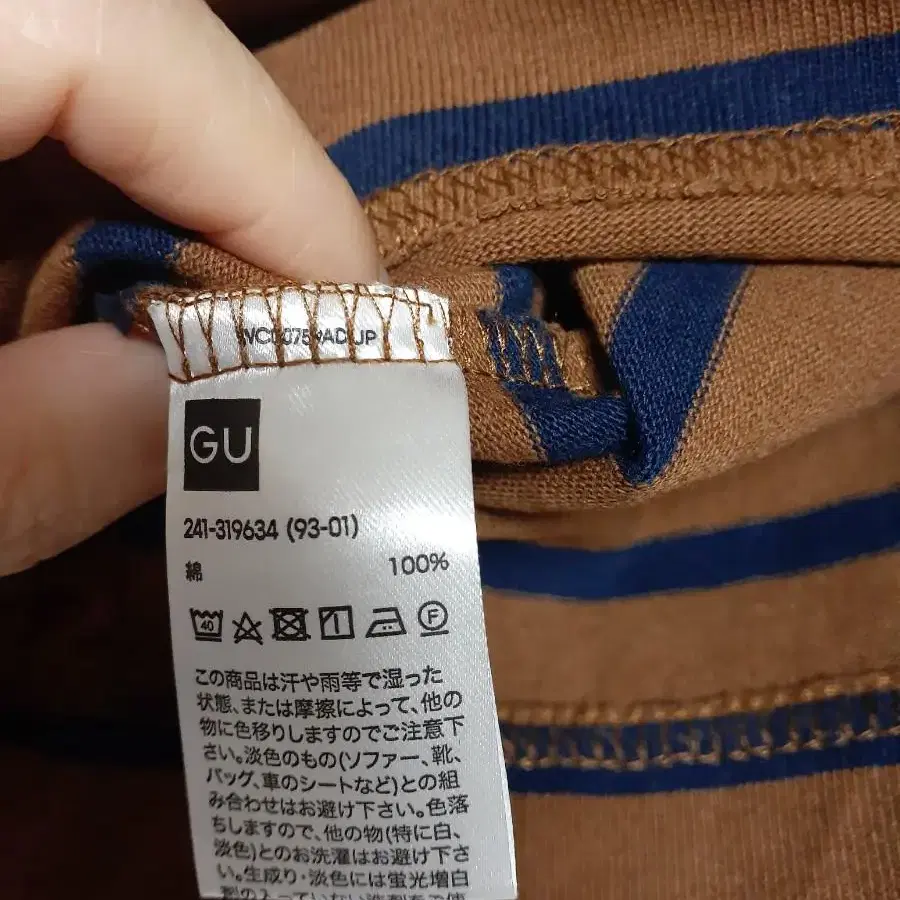 GU
241-319634 (93-01)
綿 100%
40
F
この商品は汗や雨等で湿った
状態、または摩擦によって、他の
物に色移りしますのでご注意下
さい。淡色のもの(ソファー、靴、
バッグ、車のシートなど)との組
み合わせはお避け下さい。色落
ちしますので、他の物(特に白、
淡色)とのお洗濯はお避け下さ
い。生成り・淡色には蛍光増白